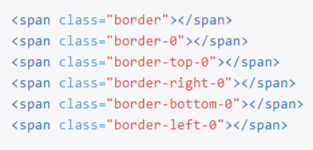 <span class="border"></span>
<span class="border-0"></span>
<span class="border-top-0"></span>
<span class="border-right-0"></span>
<span class="border-bottom-0"></span>
<span class="border-left-0"></span>